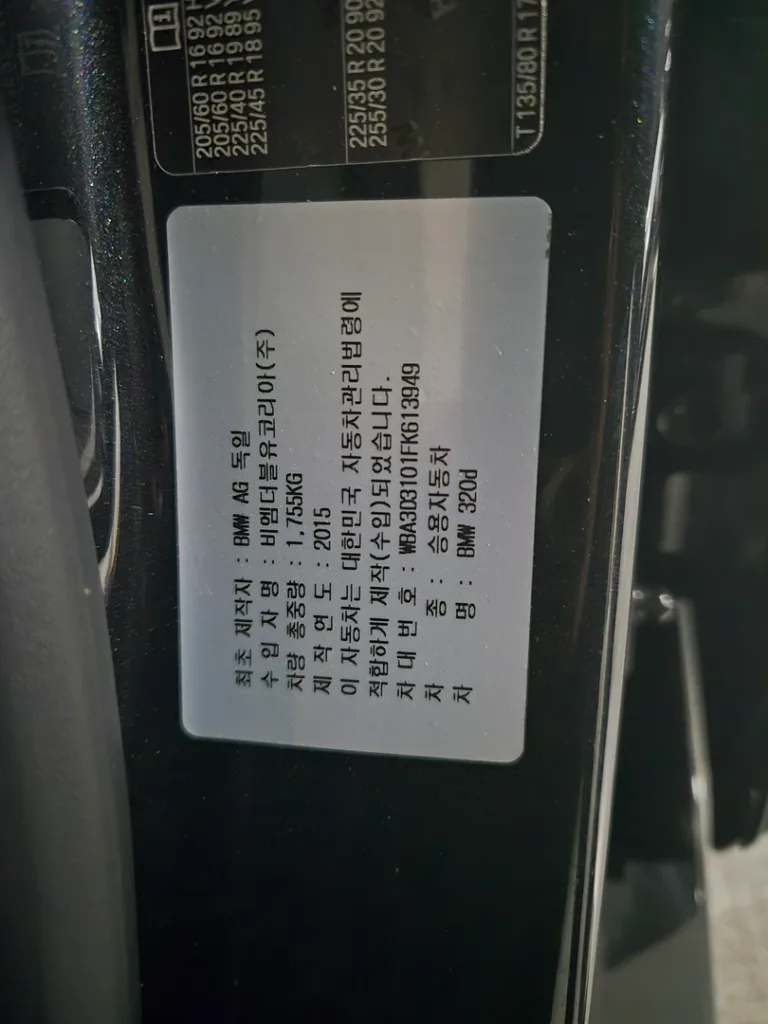 205/60 R 16 92
205/60 R 16 92
225/40 R 19 89
225/45 R 18 95
225/35 R 20 90
255/30 R 20 92
T 135/80 R 17
최초 제작자 : BMW AG 독일
수 입 자 명 : 비엠더블유코리아(주)
차량 총중량 : 1,755KG
제 작 연 도 : 2015
이 자동차는 대한민국 자동차관리법령에
적합하게 제작(수입)되었습니다.
차 대 번 호 : WBA3D3101FK613949
차 종 : 승용자동차
차 명 : BMW 320d